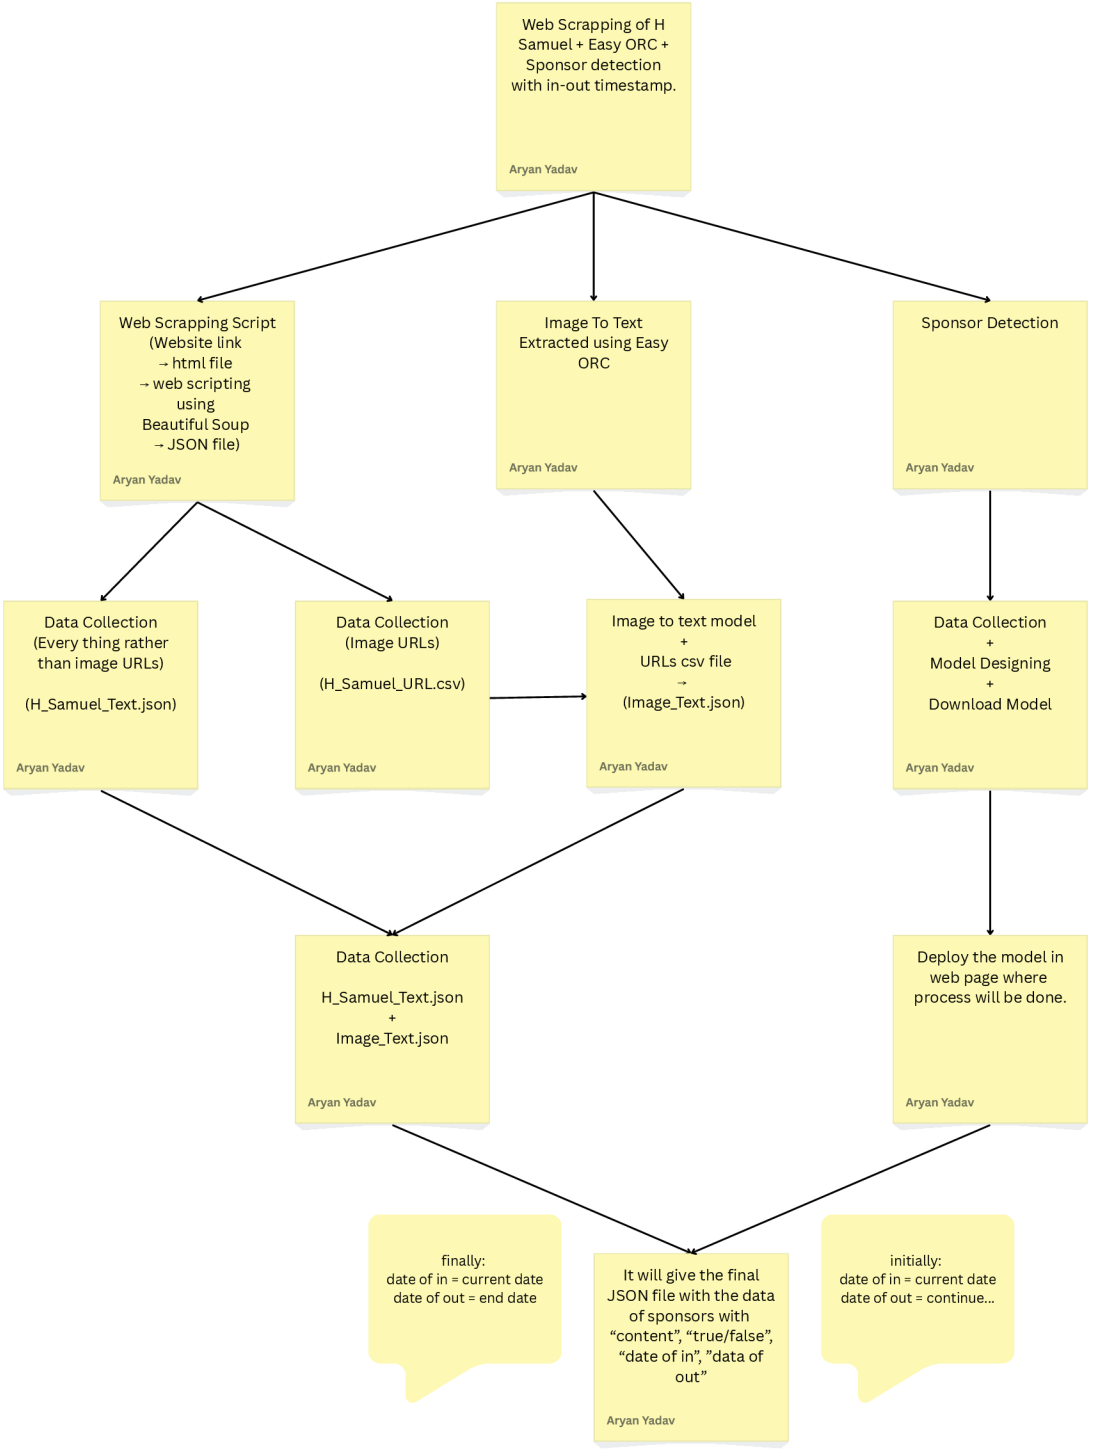 Web Scrapping of H
Samuel + Easy ORC +
Sponsor detection
with in-out timestamp.
Aryan Yadav
Web Scrapping Script
(Website link
→ html file
→ web scripting
using
Beautiful Soup
→ JSON file)
Aryan Yadav
Image To Text
Extracted using Easy
ORC
Aryan Yadav
Sponsor Detection
Aryan Yadav
Data Collection
(Every thing rather
than image URLs)
(H_Samuel_Text.json)
Aryan Yadav
Data Collection
(Image URLs)
(H_Samuel_URL.csv)
Aryan Yadav
Image to text model
+
URLs csv file
→
(Image_Text.json)
Aryan Yadav
Data Collection
+
Model Designing
+
Download Model
Aryan Yadav
Data Collection
H_Samuel_Text.json
+
Image_Text.json
Aryan Yadav
Deploy the model in
web page where
process will be done.
Aryan Yadav
finally:
date of in = current date
date of out = end date
It will give the final
JSON file with the data
of sponsors with
“content”, “true/false”,
“date of in”, ”data of
out”
Aryan Yadav
initially:
date of in = current date
date of out = continue...